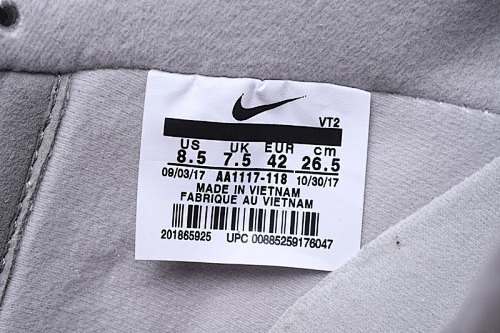 VT2
US UK EUR cm
8.5 7.5 42 26.5
09/03/17 AA1117-118 10/30/17
MADE IN VIETNAM
FABRIQUE AU VIETNAM
201865925 UPC 00885259176047